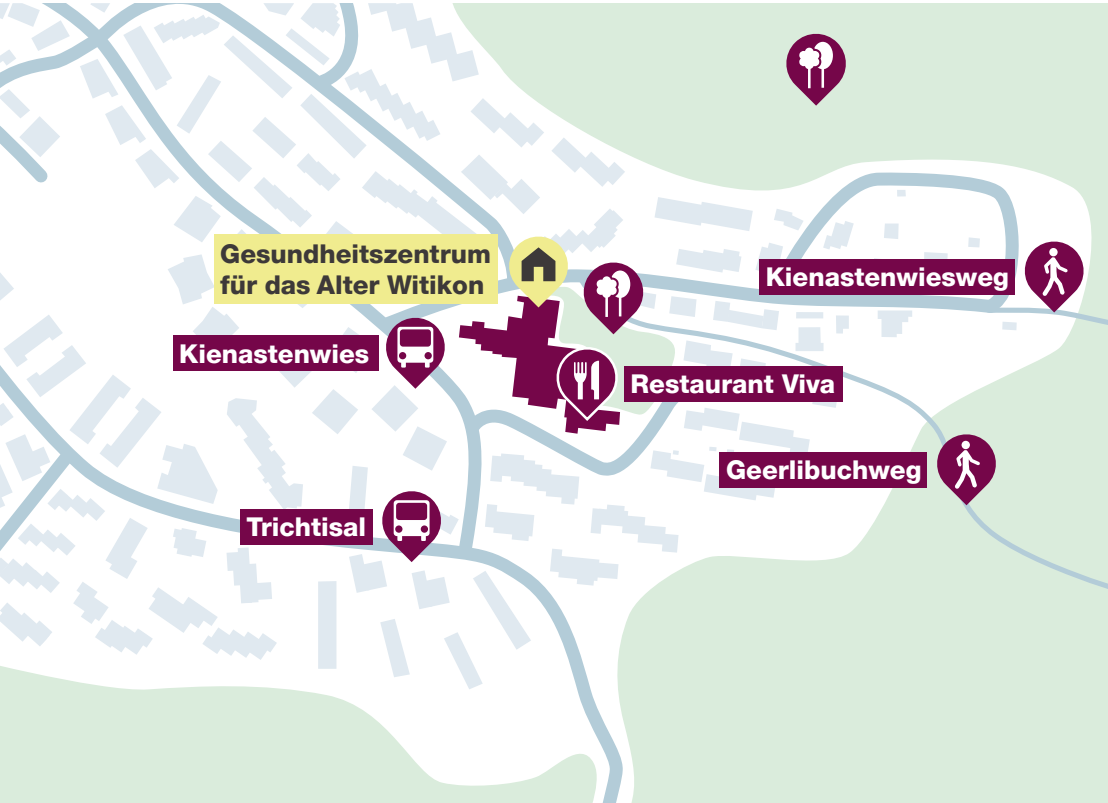 Gesundheitszentrum
für das Alter Witikon
Kienastenwiesweg
Kienastenwies
Restaurant Viva
Geerlibuchweg
Trichtisal